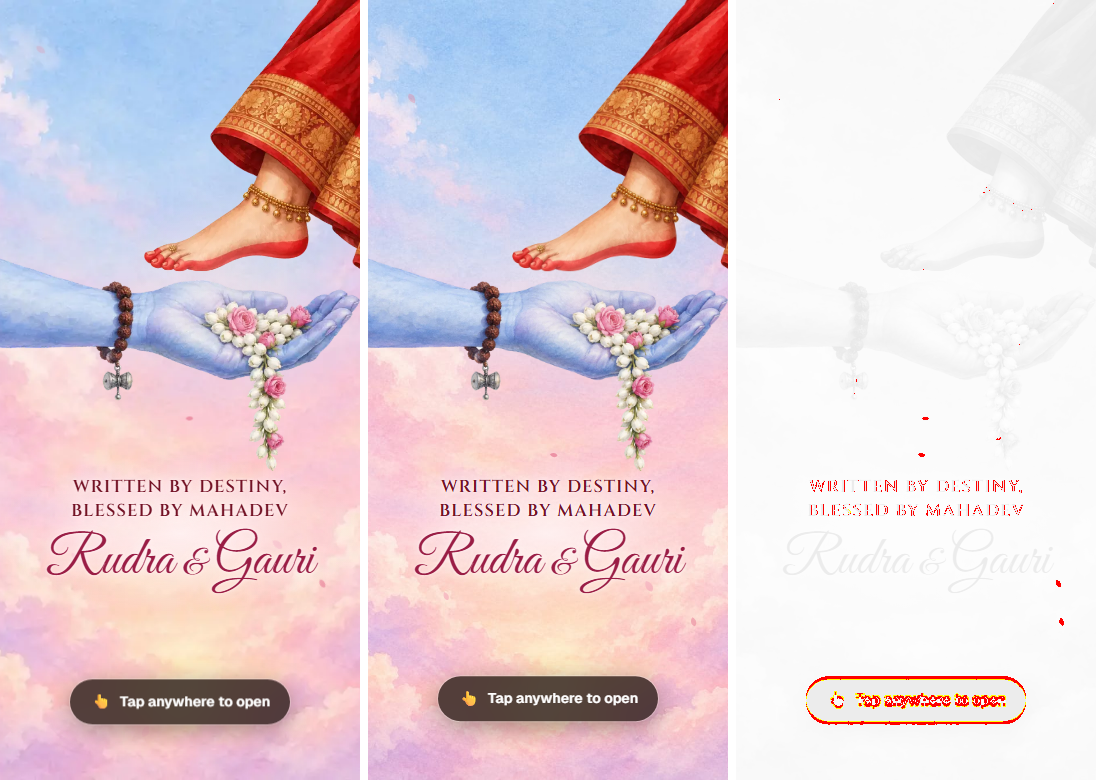 WRITTEN BY DESTINY,
BLESSED BY MAHADEV
Rudra & Gauri
Tap anywhere to open
WRITTEN BY DESTINY,
BLESSED BY MAHADEV
Rudra & Gauri
Tap anywhere to open
WRITTEN BY DESTINY,
BLESSED BY MAHADEV
Rudra & Gauri
Tap anywhere to open